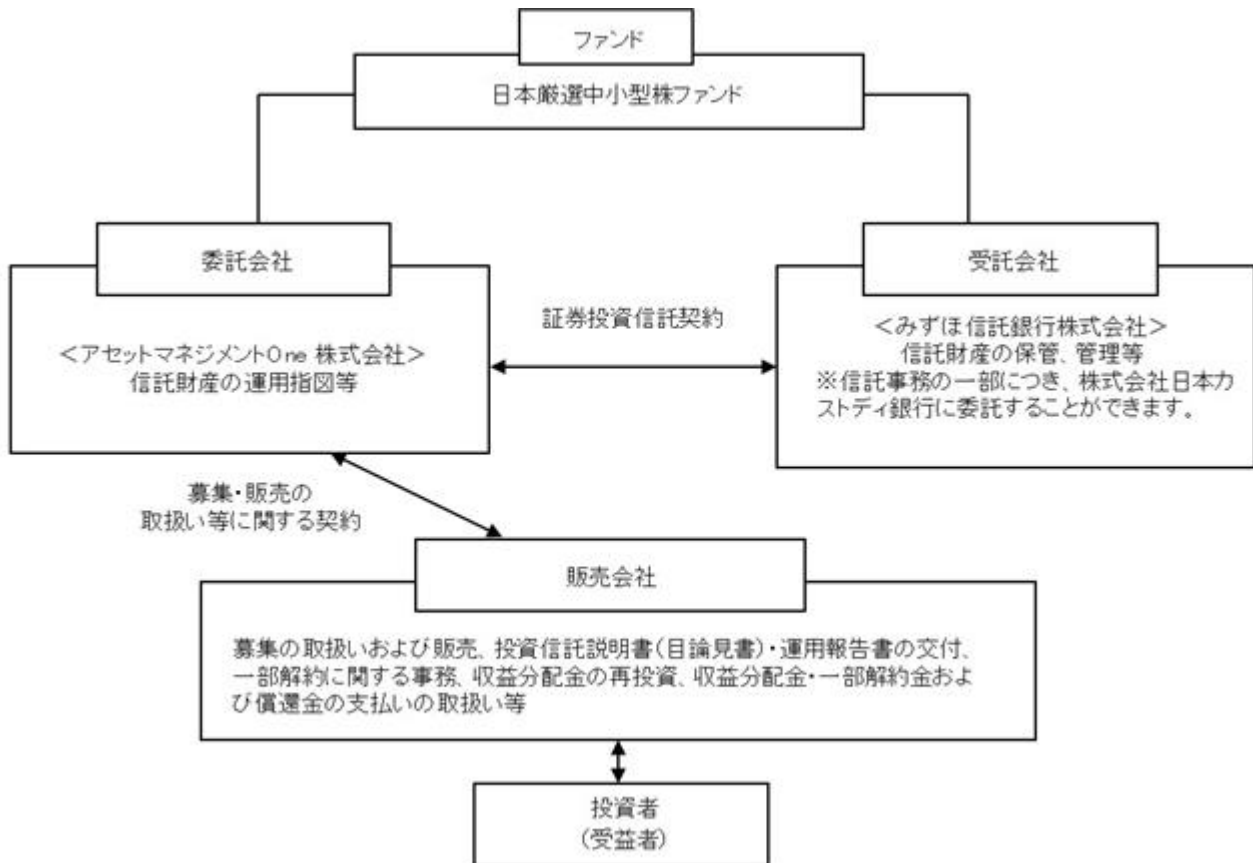 ファンド
日本厳選中小型株ファンド
委託会社
<アセットマネジメントOne 株式会社>
信託財産の運用指図等
証券投資信託契約
受託会社
<みずほ信託銀行株式会社>
信託財産の保管、管理等
※信託事務の一部につき、株式会社日本カ
ストディ銀行に委託することができます。
募集・販売の
取扱い等に関する契約
販売会社
募集の取扱いおよび販売、投資信託説明書(目論見書)・運用報告書の交付、
一部解約に関する事務、収益分配金の再投資、収益分配金・一部解約金およ
び償還金の支払いの取扱い等
投資者
(受益者)